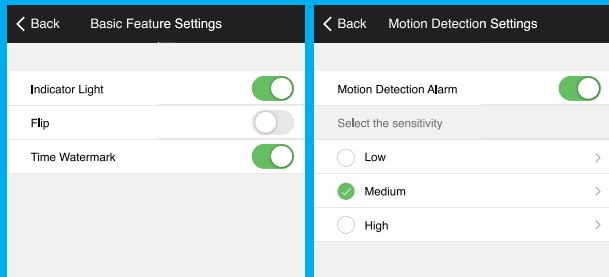 Back Basic Feature Settings
Indicator Light
Flip
Time Watermark
Back Motion Detection Settings
Motion Detection Alarm
Select the sensitivity
Low
Medium
High